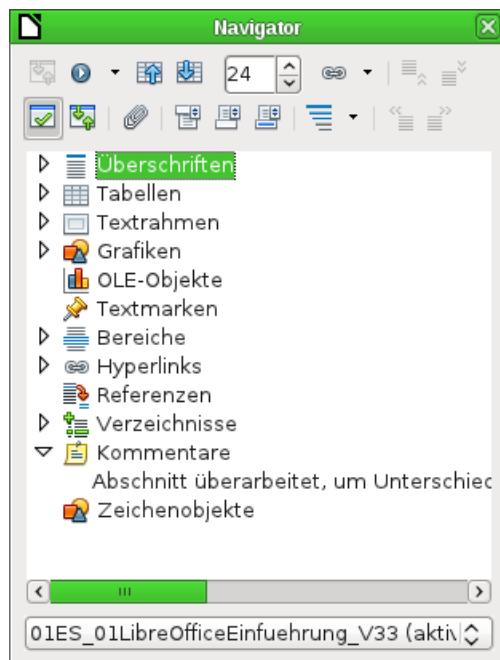 Navigator
24
Überschriften
Tabellen
Textrahmen
Grafiken
OLE-Objekte
Textmarken
Bereiche
Hyperlinks
Referenzen
Verzeichnisse
Kommentare
Abschnitt überarbeitet, um Unterschied
Zeichenobjekte
01ES_01LibreOfficeEinfuehrung_V33 (aktiv